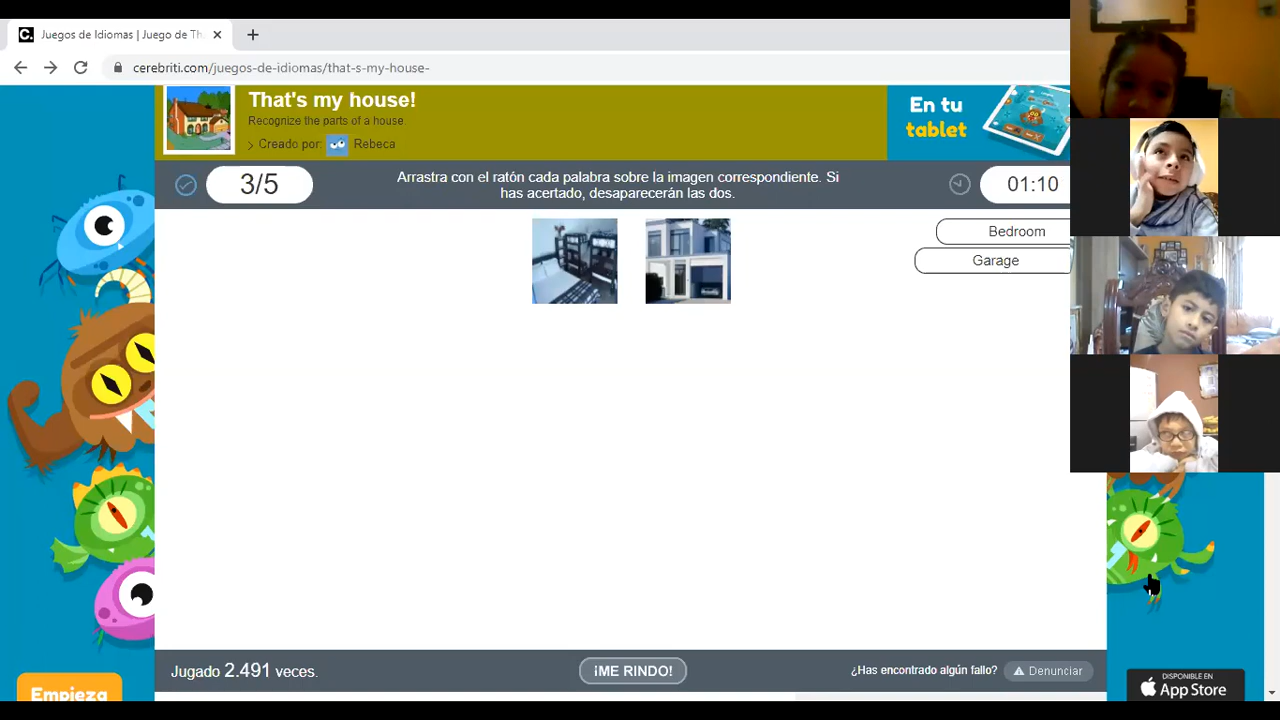 C. Juegos de Idiomas | Juego de Th
cerebriti.com/juegos-de-idiomas/that-s-my-house-
That's my house!
Recognize the parts of a house
Creado por: Rebeca
En tu
tablet
3/5
Arrastra con el ratón cada palabra sobre la imagen correspondiente. Si
has acertado, desaparecerán las dos.
01:10
Bedroom
Garage
Jugado 2.491 veces.
¡ME RINDO!
¿Has encontrado algún fallo?
Denunciar
Empieza
DISPONIBLE EN
App Store